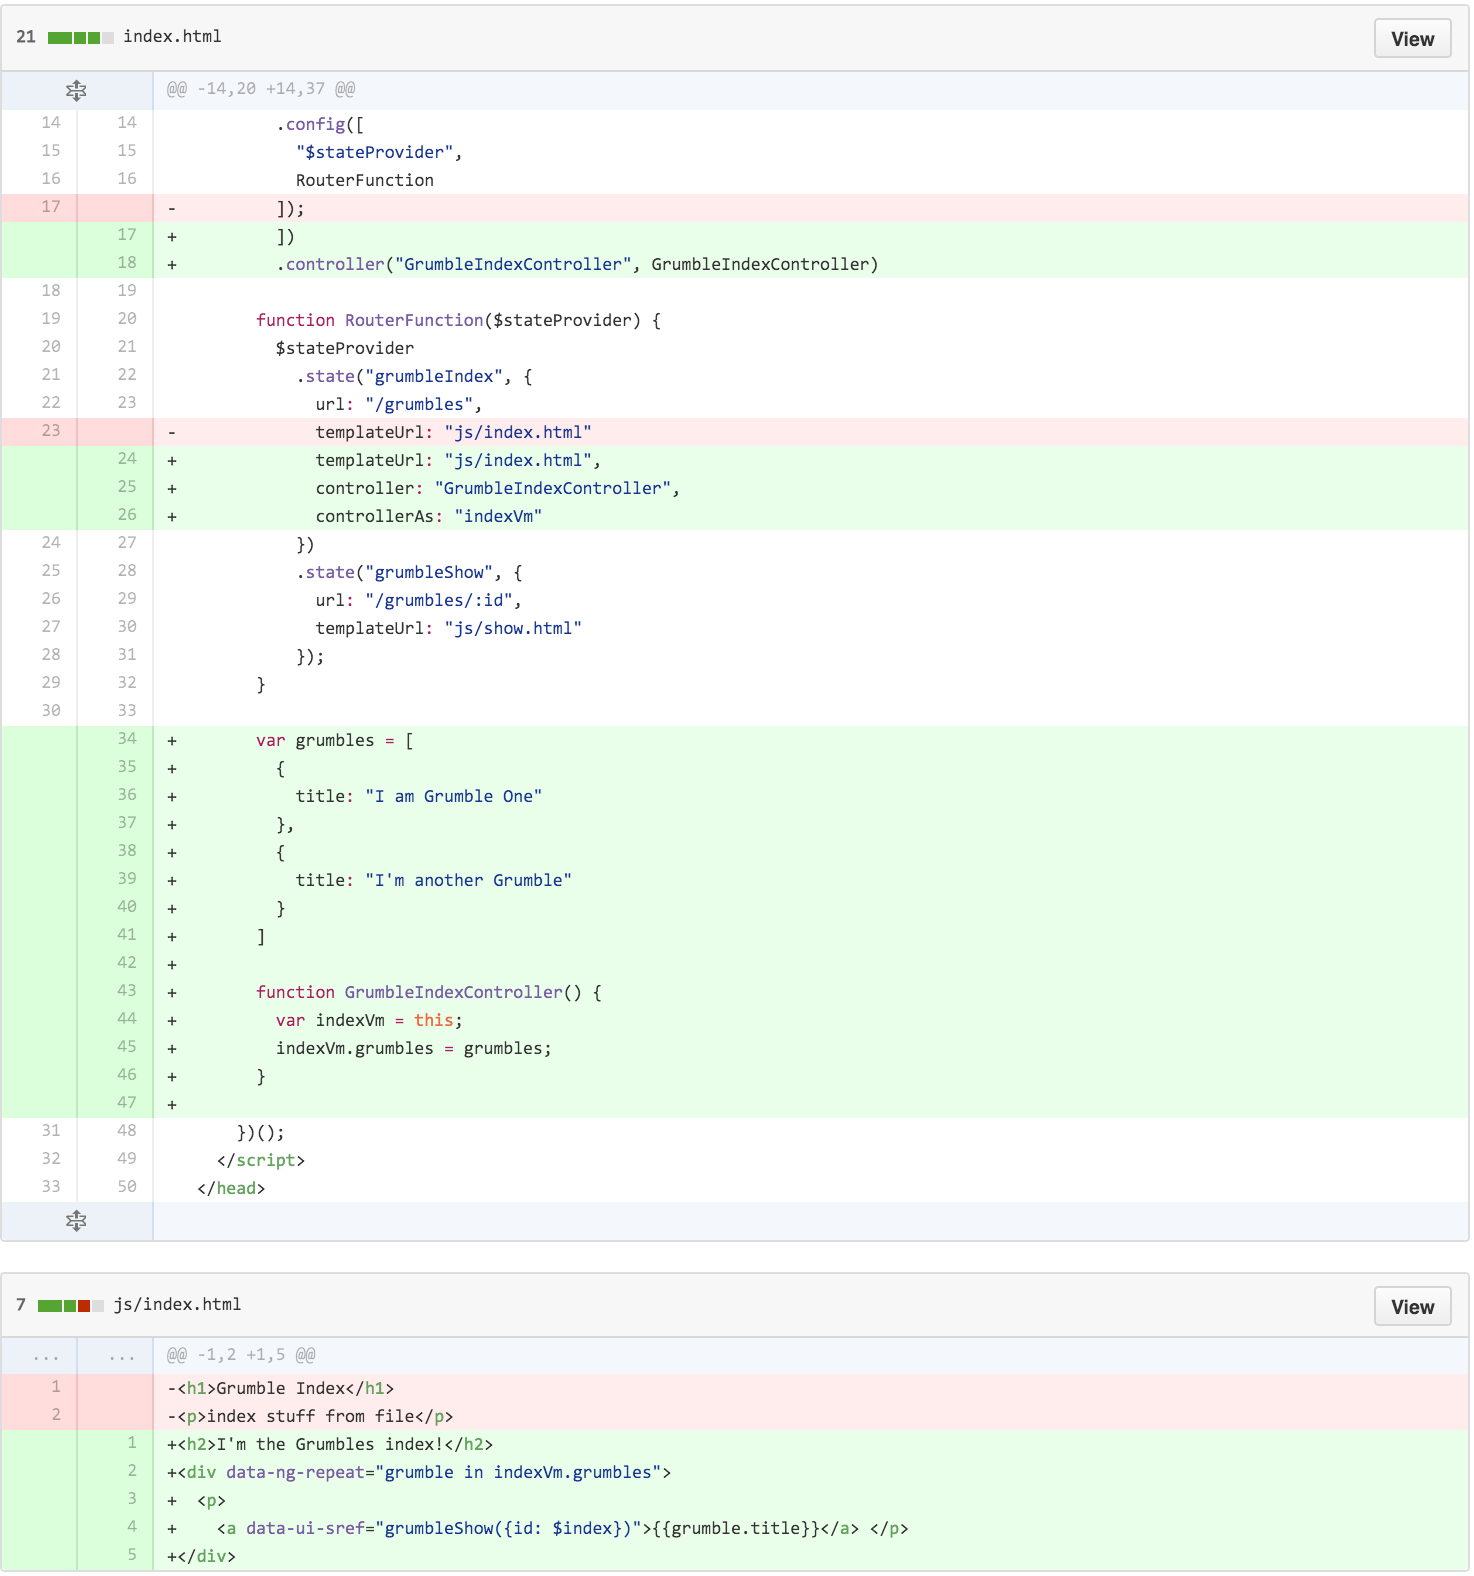 21 index.html View
@@ -14,20 +14,37 @@
14 14 .config([
15 15 "$stateProvider",
16 16 RouterFunction
17 - ]);
17 + ])
18 + .controller("GrumbleIndexController", GrumbleIndexController)
18 19
19 20 function RouterFunction($stateProvider) {
20 21 $stateProvider
21 22 .state("grumbleIndex", {
22 23 url: "/grumbles",
23 - templateUrl: "js/index.html"
24 + templateUrl: "js/index.html",
25 + controller: "GrumbleIndexController",
26 + controllerAs: "indexVm"
24 27 })
25 28 .state("grumbleShow", {
26 29 url: "/grumbles/:id",
27 30 templateUrl: "js/show.html"
28 31 });
29 32 }
30 33
34 + var grumbles = [
35 + {
36 + title: "I am Grumble One"
37 + },
38 + {
39 + title: "I'm another Grumble"
40 + }
41 + ]
42 +
43 + function GrumbleIndexController() {
44 + var indexVm = this;
45 + indexVm.grumbles = grumbles;
46 + }
47 +
31 48 })();
32 49 </script>
33 50 </head>
7 js/index.html View
... ... @@ -1,2 +1,5 @@
1 -<h1>Grumble Index</h1>
2 -<p>index stuff from file</p>
1 +<h2>I'm the Grumbles index!</h2>
2 +<div data-ng-repeat="grumble in indexVm.grumbles">
3 + <p>
4 + <a data-ui-sref="grumbleShow({id: $index})">{{grumble.title}}</a> </p>
5 +</div>